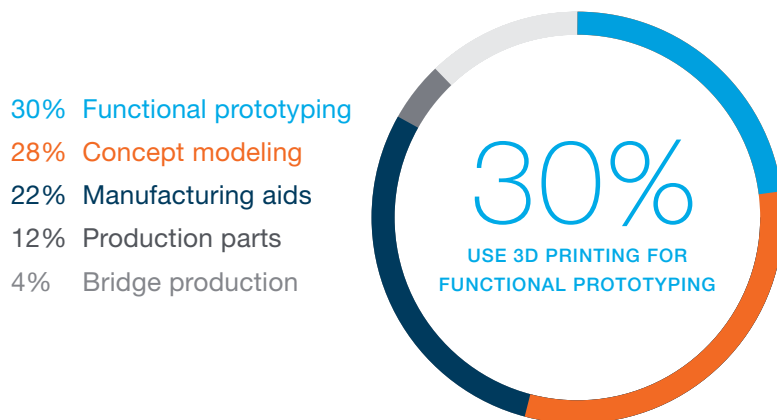 30% Functional prototyping
28% Concept modeling
22% Manufacturing aids
12% Production parts
4% Bridge production
30%
USE 3D PRINTING FOR
FUNCTIONAL PROTOTYPING